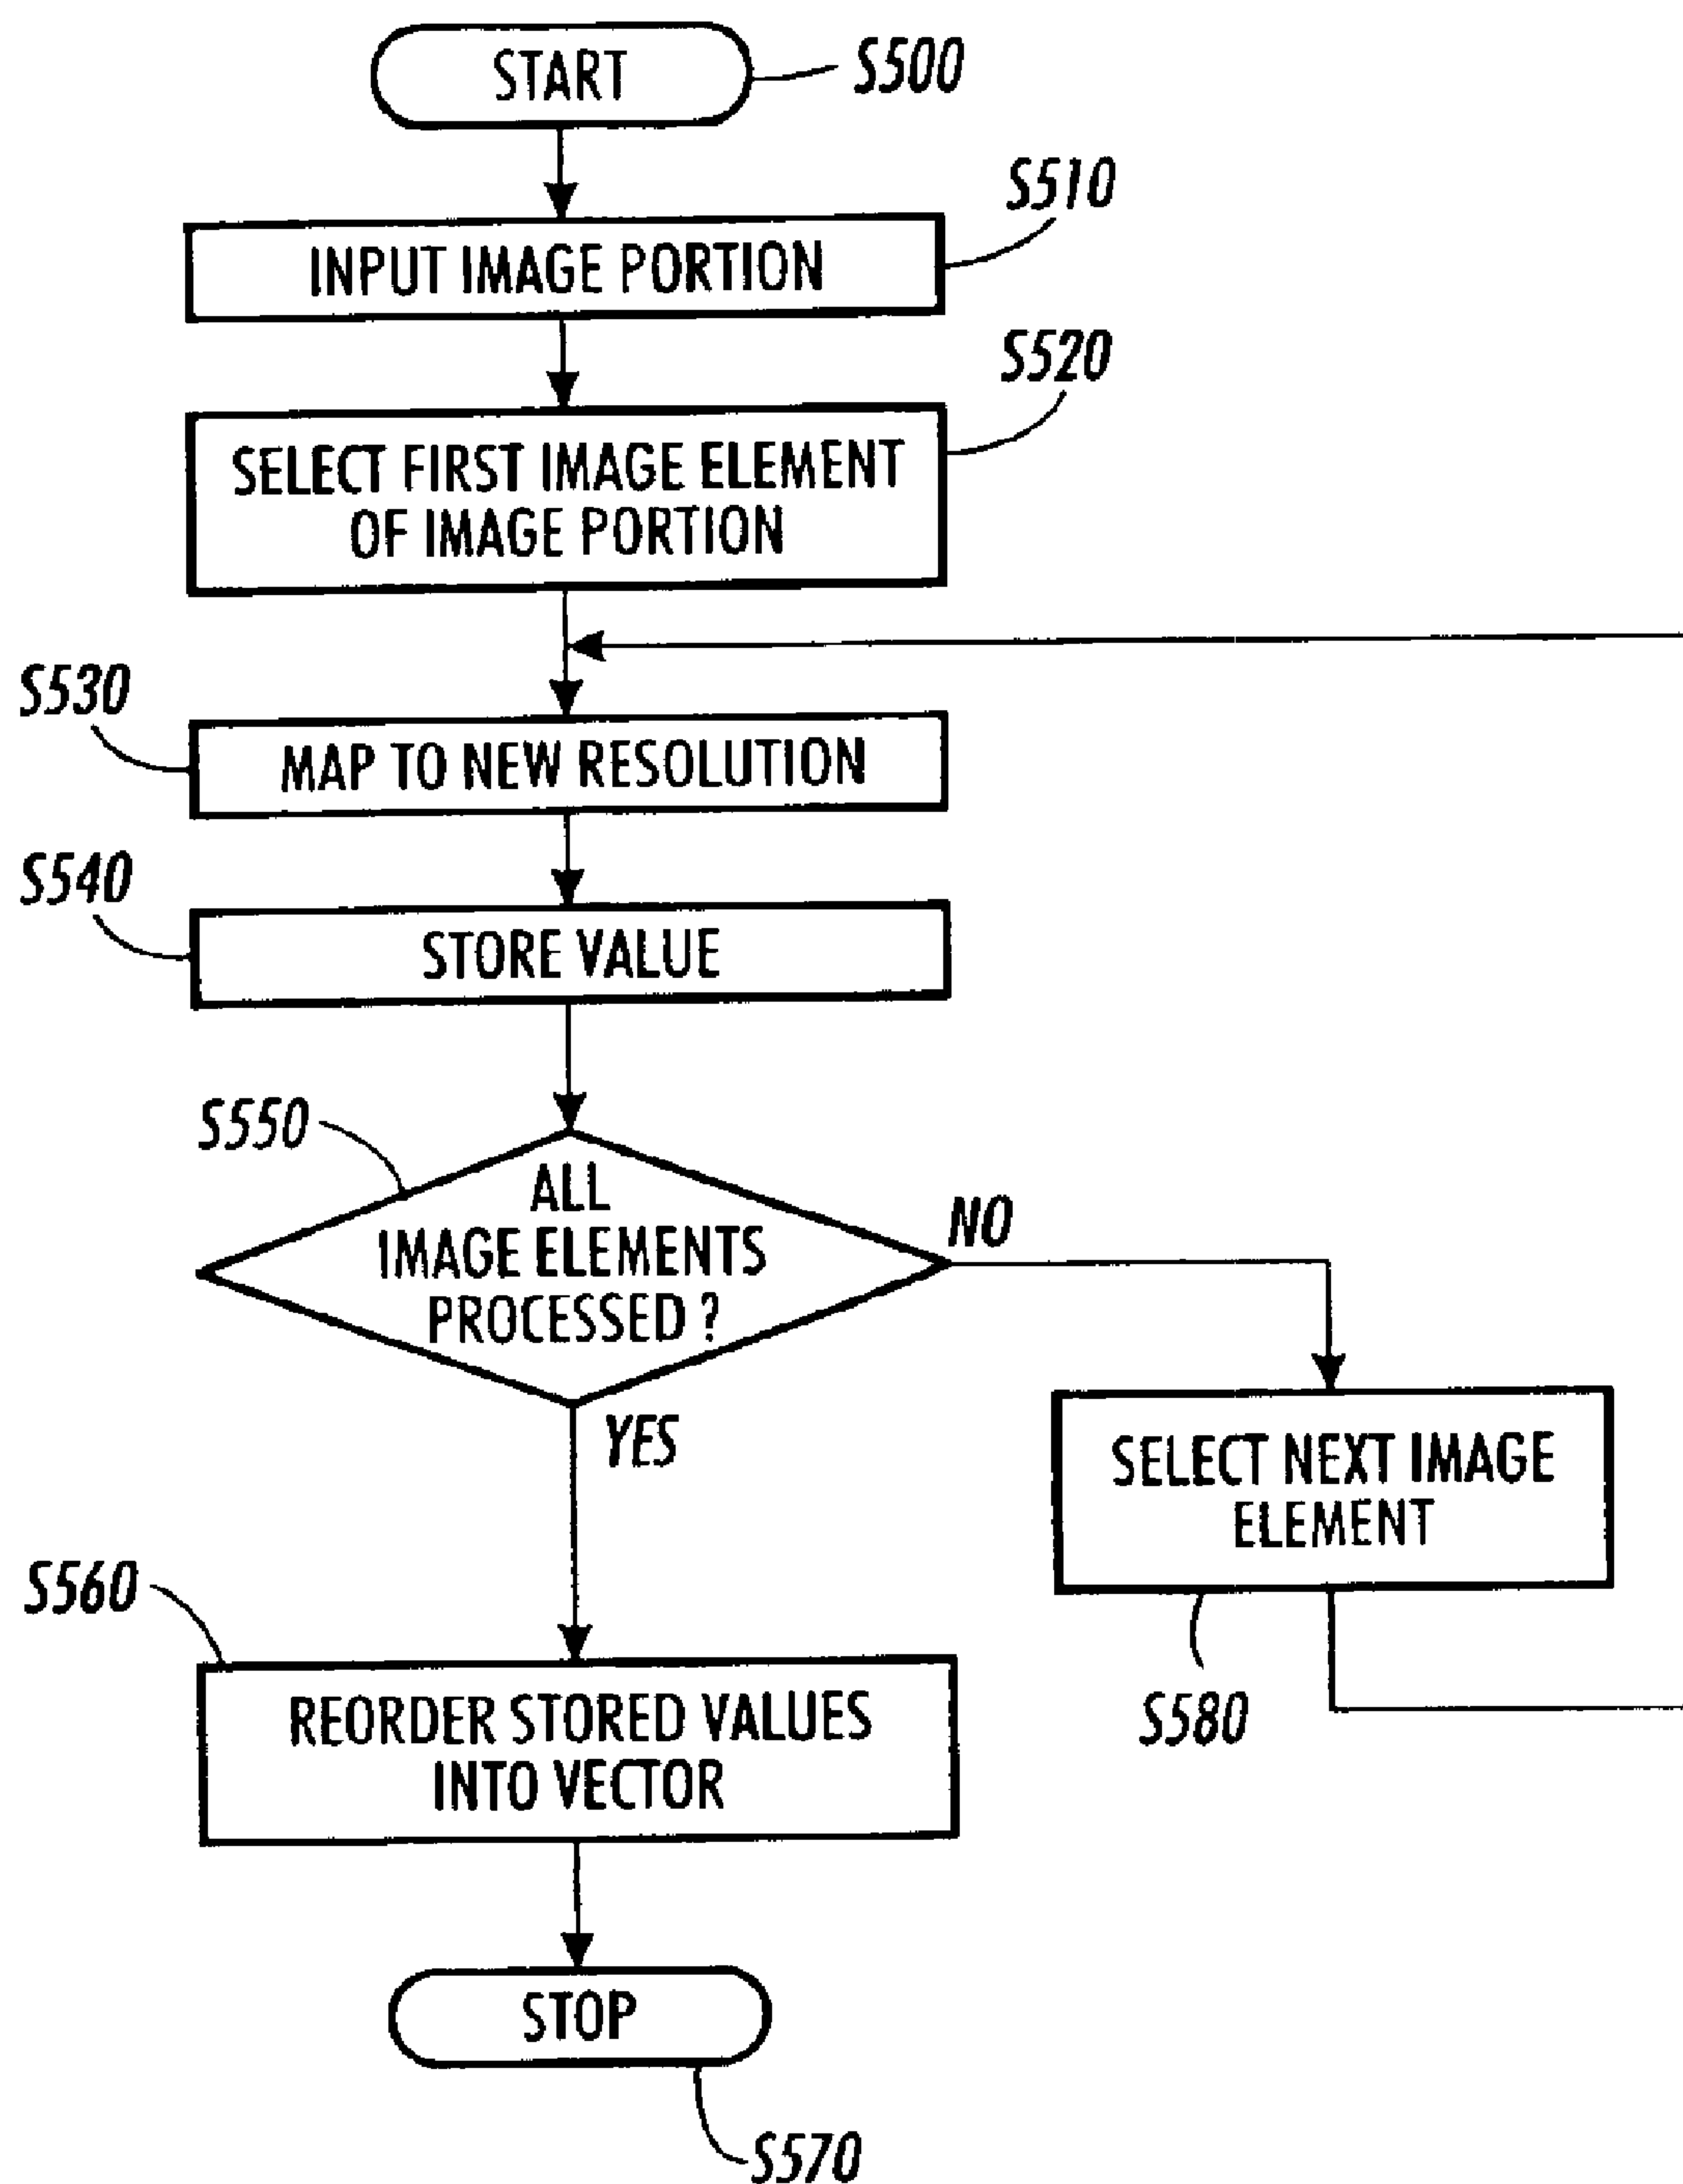 START
S500
S510
INPUT IMAGE PORTION
S520
SELECT FIRST IMAGE ELEMENT
OF IMAGE PORTION
S530
MAP TO NEW RESOLUTION
S540
STORE VALUE
S550
ALL
IMAGE ELEMENTS
PROCESSED ?
NO
YES
SELECT NEXT IMAGE
ELEMENT
S580
S560
REORDER STORED VALUES
INTO VECTOR
STOP
S570